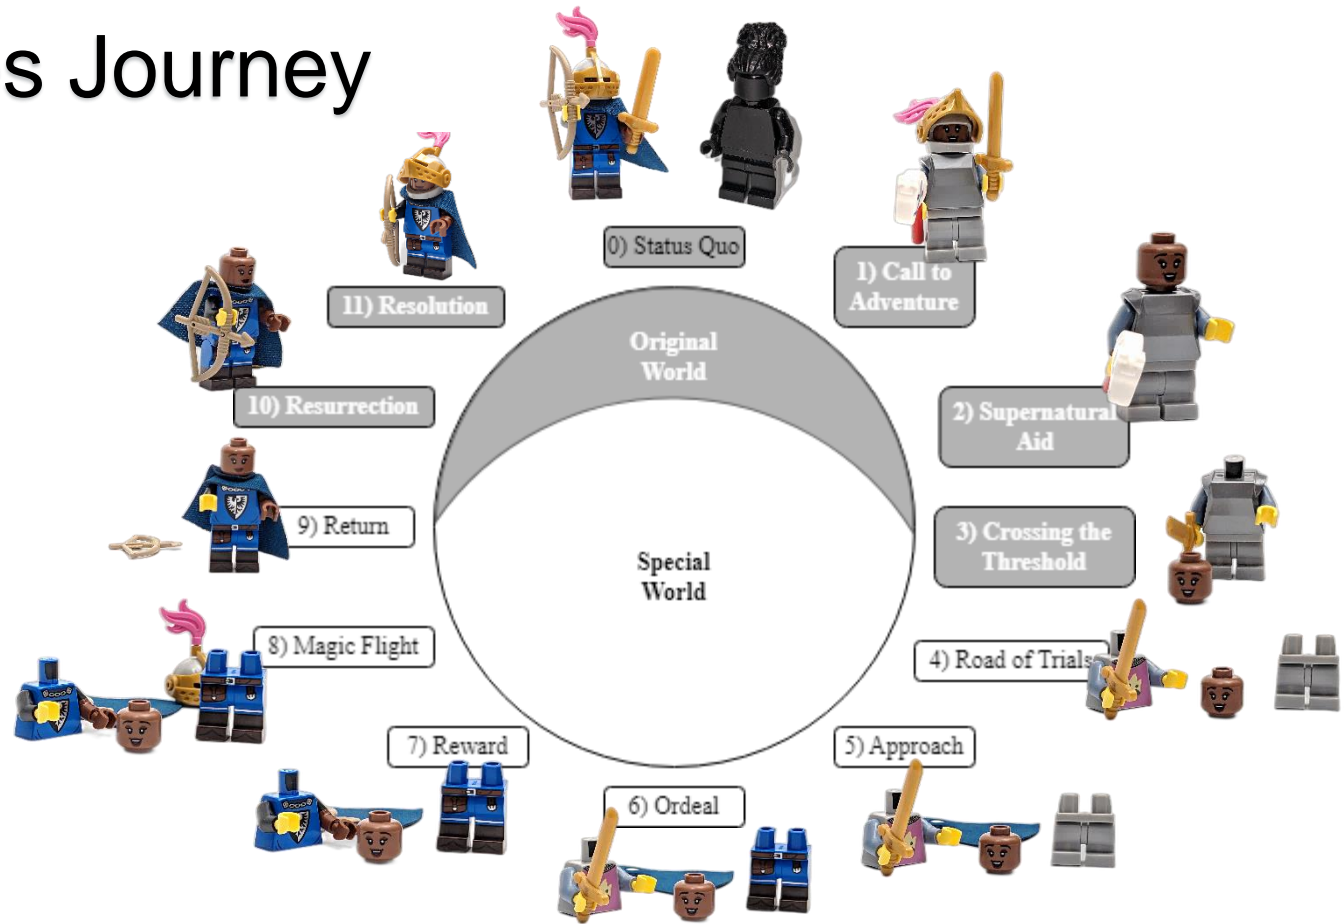 s Journey
0) Status Quo
1) Call to
Adventure
2) Supernatural
Aid
3) Crossing the
Threshold
4) Road of Trials
5) Approach
6) Ordeal
7) Reward
8) Magic Flight
9) Return
10) Resurrection
11) Resolution
Original
World
Special
World